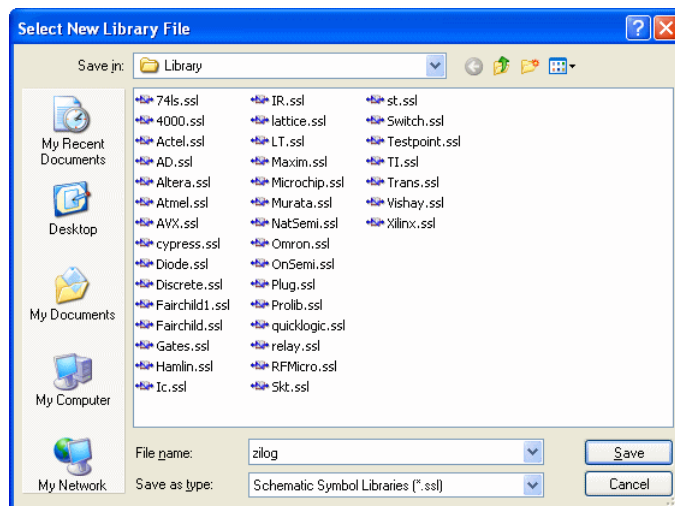 Select New Library File
Save in: Library
My Recent
Documents
Desktop
My Documents
My Computer
My Network
74ls.ssl
4000.ssl
Actel.ssl
AD.ssl
Altera.ssl
Atmel.ssl
AVX.ssl
cypress.ssl
Diode.ssl
Discrete.ssl
Fairchild1.ssl
Fairchild.ssl
Gates.ssl
Hamlin.ssl
Ic.ssl
IR.ssl
lattice.ssl
LT.ssl
Maxim.ssl
Microchip.ssl
Murata.ssl
NatSemi.ssl
Omron.ssl
OnSemi.ssl
Plug.ssl
Prolib.ssl
quicklogic.ssl
relay.ssl
RFMicro.ssl
Skt.ssl
st.ssl
Switch.ssl
Testpoint.ssl
TI.ssl
Trans.ssl
Vishay.ssl
Xilinx.ssl
File name: zilog Save
Save as type: Schematic Symbol Libraries (*.ssl) Cancel